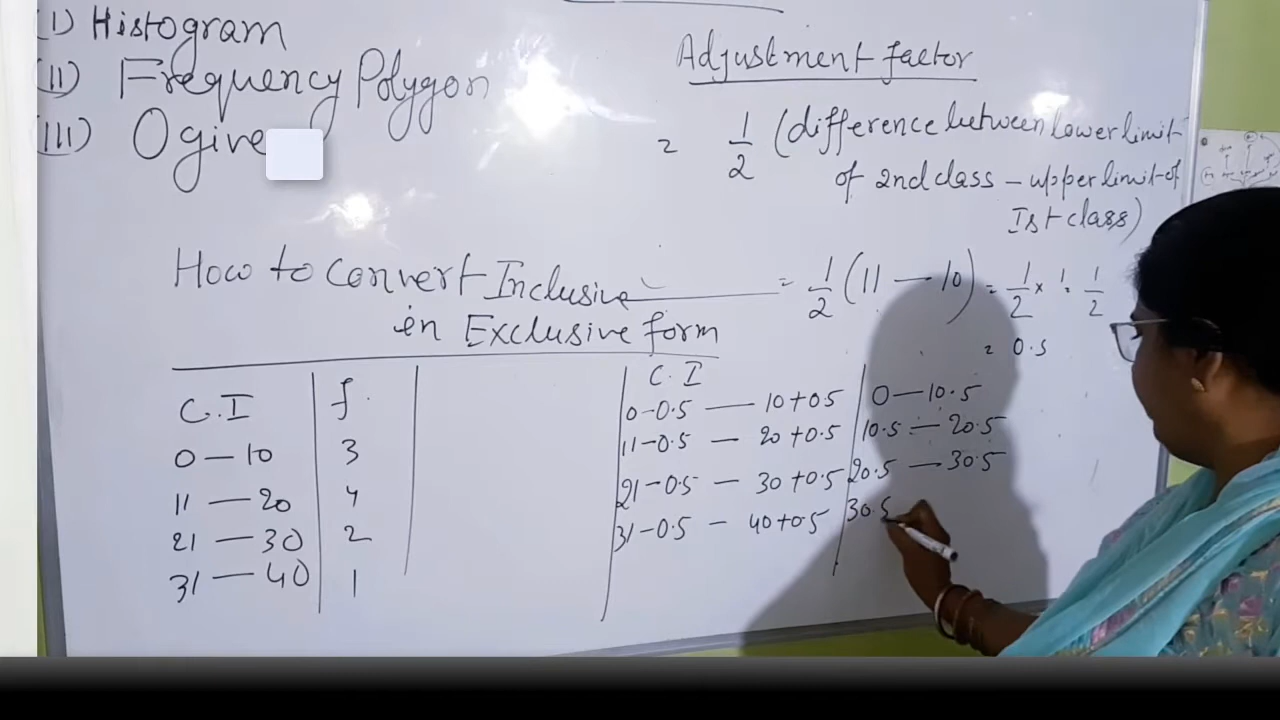 (I) Histogram
(II) Frequency Polygon
(III) Ogive
Adjustment factor
= 1/2 (difference between lower limit
of 2nd class - upper limit of
Ist class)
How to Convert Inclusive
in Exclusive form
= 1/2 (11 — 10) = 1/2 × 1 = 1/2
= 0.5
C.I f.
0 — 10 3
11 — 20 4
21 — 30 2
31 — 40 1
C.I
0-0.5 — 10+0.5 0 — 10.5
11-0.5 — 20+0.5 10.5 — 20.5
21-0.5 — 30+0.5 20.5 — 30.5
31-0.5 — 40+0.5 30.5